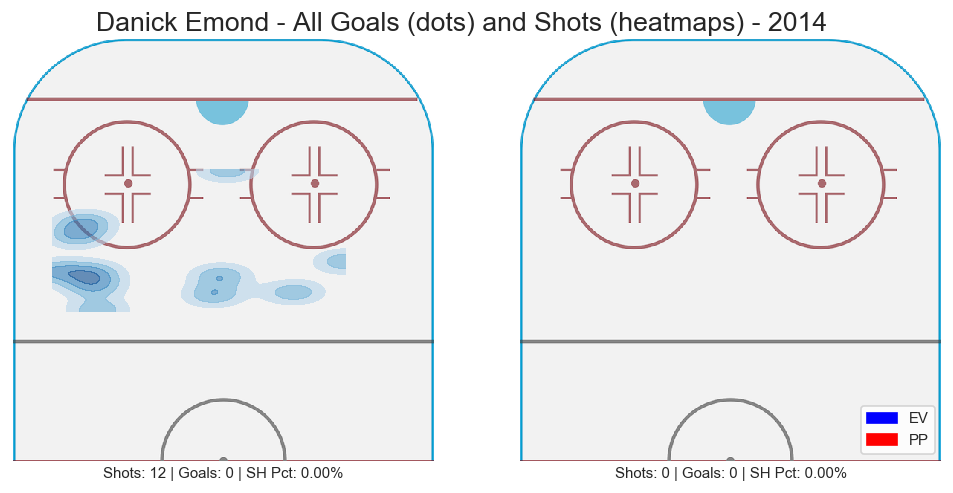 Danick Emond - All Goals (dots) and Shots (heatmaps) - 2014
EV
PP
Shots: 12 | Goals: 0 | SH Pct: 0.00%
Shots: 0 | Goals: 0 | SH Pct: 0.00%